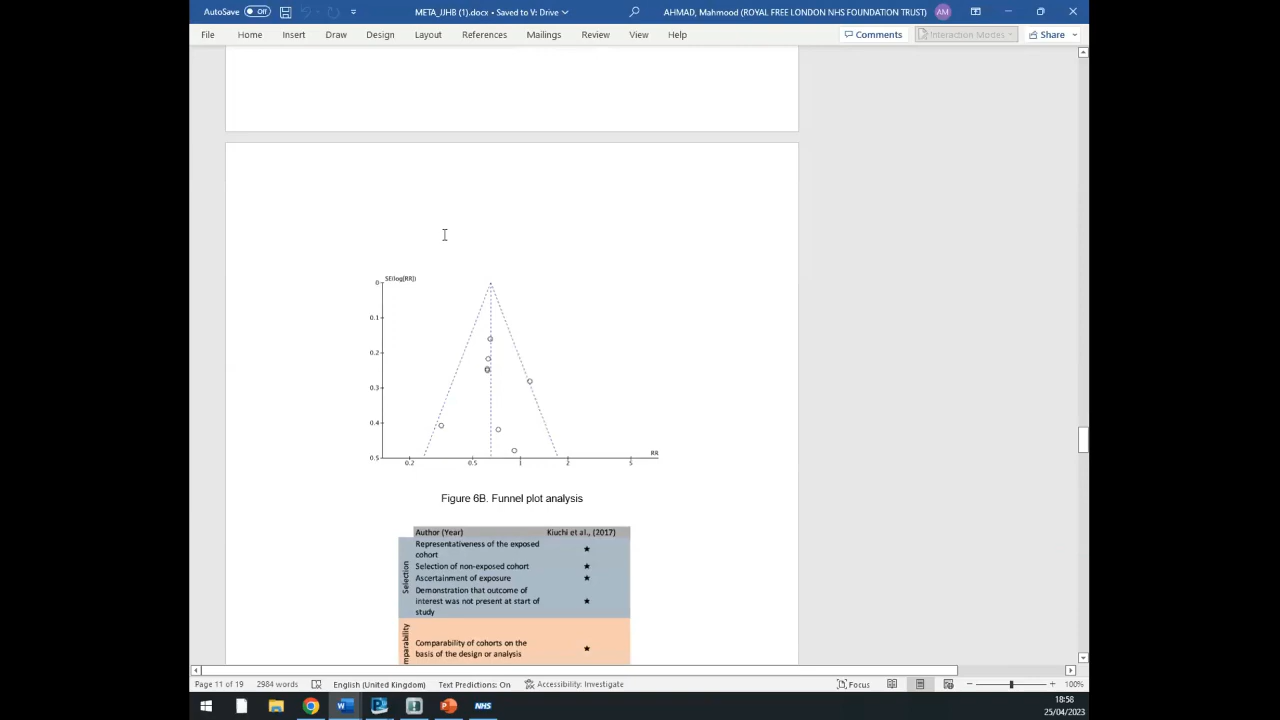 AutoSave Off META_JJHB (1).docx • Saved to V: Drive AHMAD, Mahmood (ROYAL FREE LONDON NHS FOUNDATION TRUST) AM
File Home Insert Draw Design Layout References Mailings Review View Help Comments Interaction Modes Share
SE(log[RR])
0
0.1
0.2
0.3
0.4
0.5
RR
0.2 0.5 1 2 5
Figure 6B. Funnel plot analysis
Author (Year) Kiuchi et al., (2017)
Selection
Representativeness of the exposed
cohort ★
Selection of non-exposed cohort ★
Ascertainment of exposure ★
Demonstration that outcome of
interest was not present at start of ★
study
mparability
Comparability of cohorts on the
basis of the design or analysis ★
Page 11 of 19 2984 words English (United Kingdom) Text Predictions: On Accessibility: Investigate Focus 100%
NHS
18:58
25/04/2023